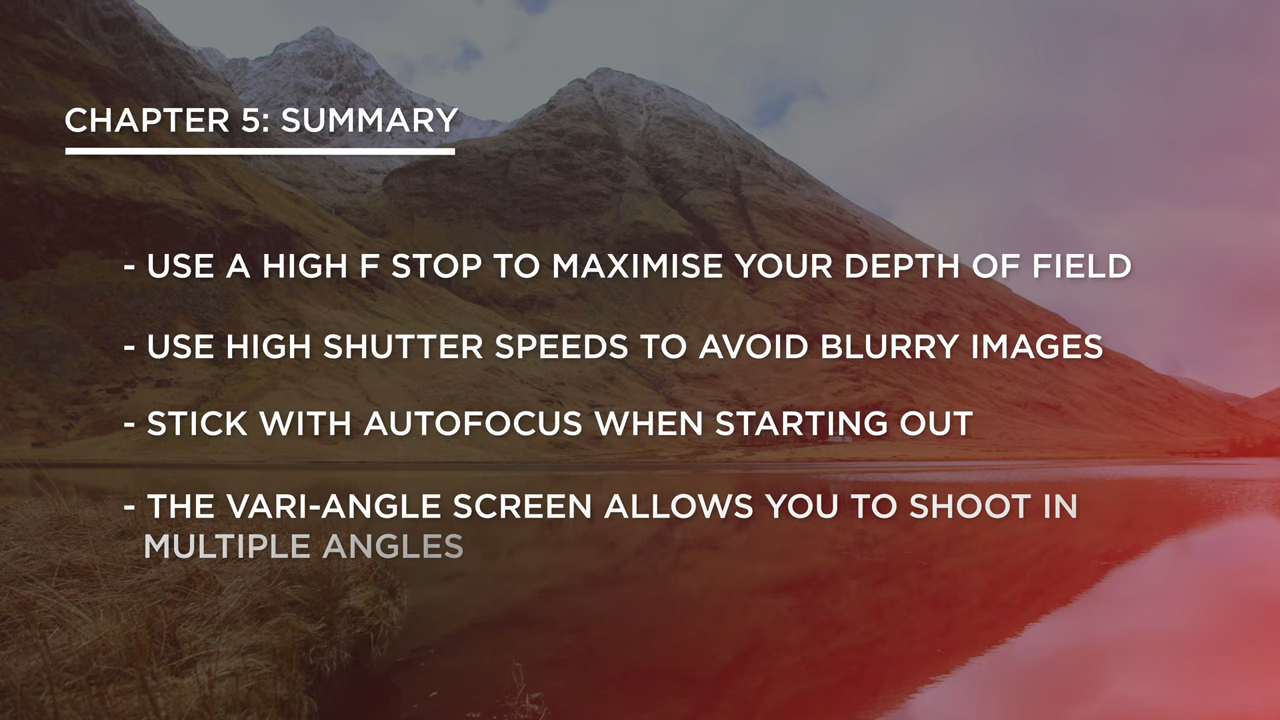 CHAPTER 5: SUMMARY
- USE A HIGH F STOP TO MAXIMISE YOUR DEPTH OF FIELD
- USE HIGH SHUTTER SPEEDS TO AVOID BLURRY IMAGES
- STICK WITH AUTOFOCUS WHEN STARTING OUT
- THE VARI-ANGLE SCREEN ALLOWS YOU TO SHOOT IN
MULTIPLE ANGLES